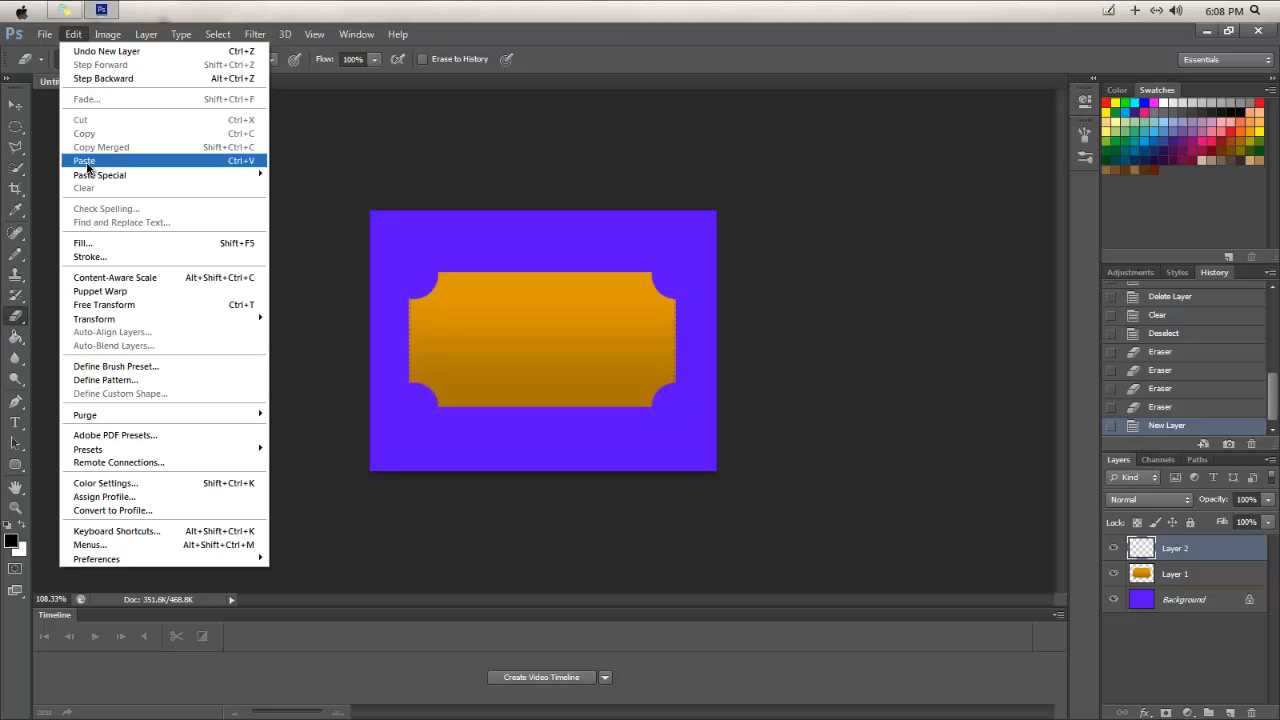 Ps
6:08 PM
Ps File Edit Image Layer Type Select Filter 3D View Window Help
Flow: 100% Erase to History Essentials
Undo New Layer Ctrl+Z
Step Forward Shift+Ctrl+Z
Step Backward Alt+Ctrl+Z
Fade... Shift+Ctrl+F
Cut Ctrl+X
Copy Ctrl+C
Copy Merged Shift+Ctrl+C
Paste Ctrl+V
Paste Special
Clear
Check Spelling...
Find and Replace Text...
Fill... Shift+F5
Stroke...
Content-Aware Scale Alt+Shift+Ctrl+C
Puppet Warp
Free Transform Ctrl+T
Transform
Auto-Align Layers...
Auto-Blend Layers...
Define Brush Preset...
Define Pattern...
Define Custom Shape...
Purge
Adobe PDF Presets...
Presets
Remote Connections...
Color Settings... Shift+Ctrl+K
Assign Profile...
Convert to Profile...
Keyboard Shortcuts... Alt+Shift+Ctrl+K
Menus... Alt+Shift+Ctrl+M
Preferences
Color Swatches
Adjustments Styles History
Delete Layer
Clear
Deselect
Eraser
Eraser
Eraser
Eraser
New Layer
Layers Channels Paths
Kind
Normal Opacity: 100%
Lock: Fill: 100%
Layer 2
Layer 1
Background
108.33% Doc: 351.6K/468.8K
Timeline
Create Video Timeline